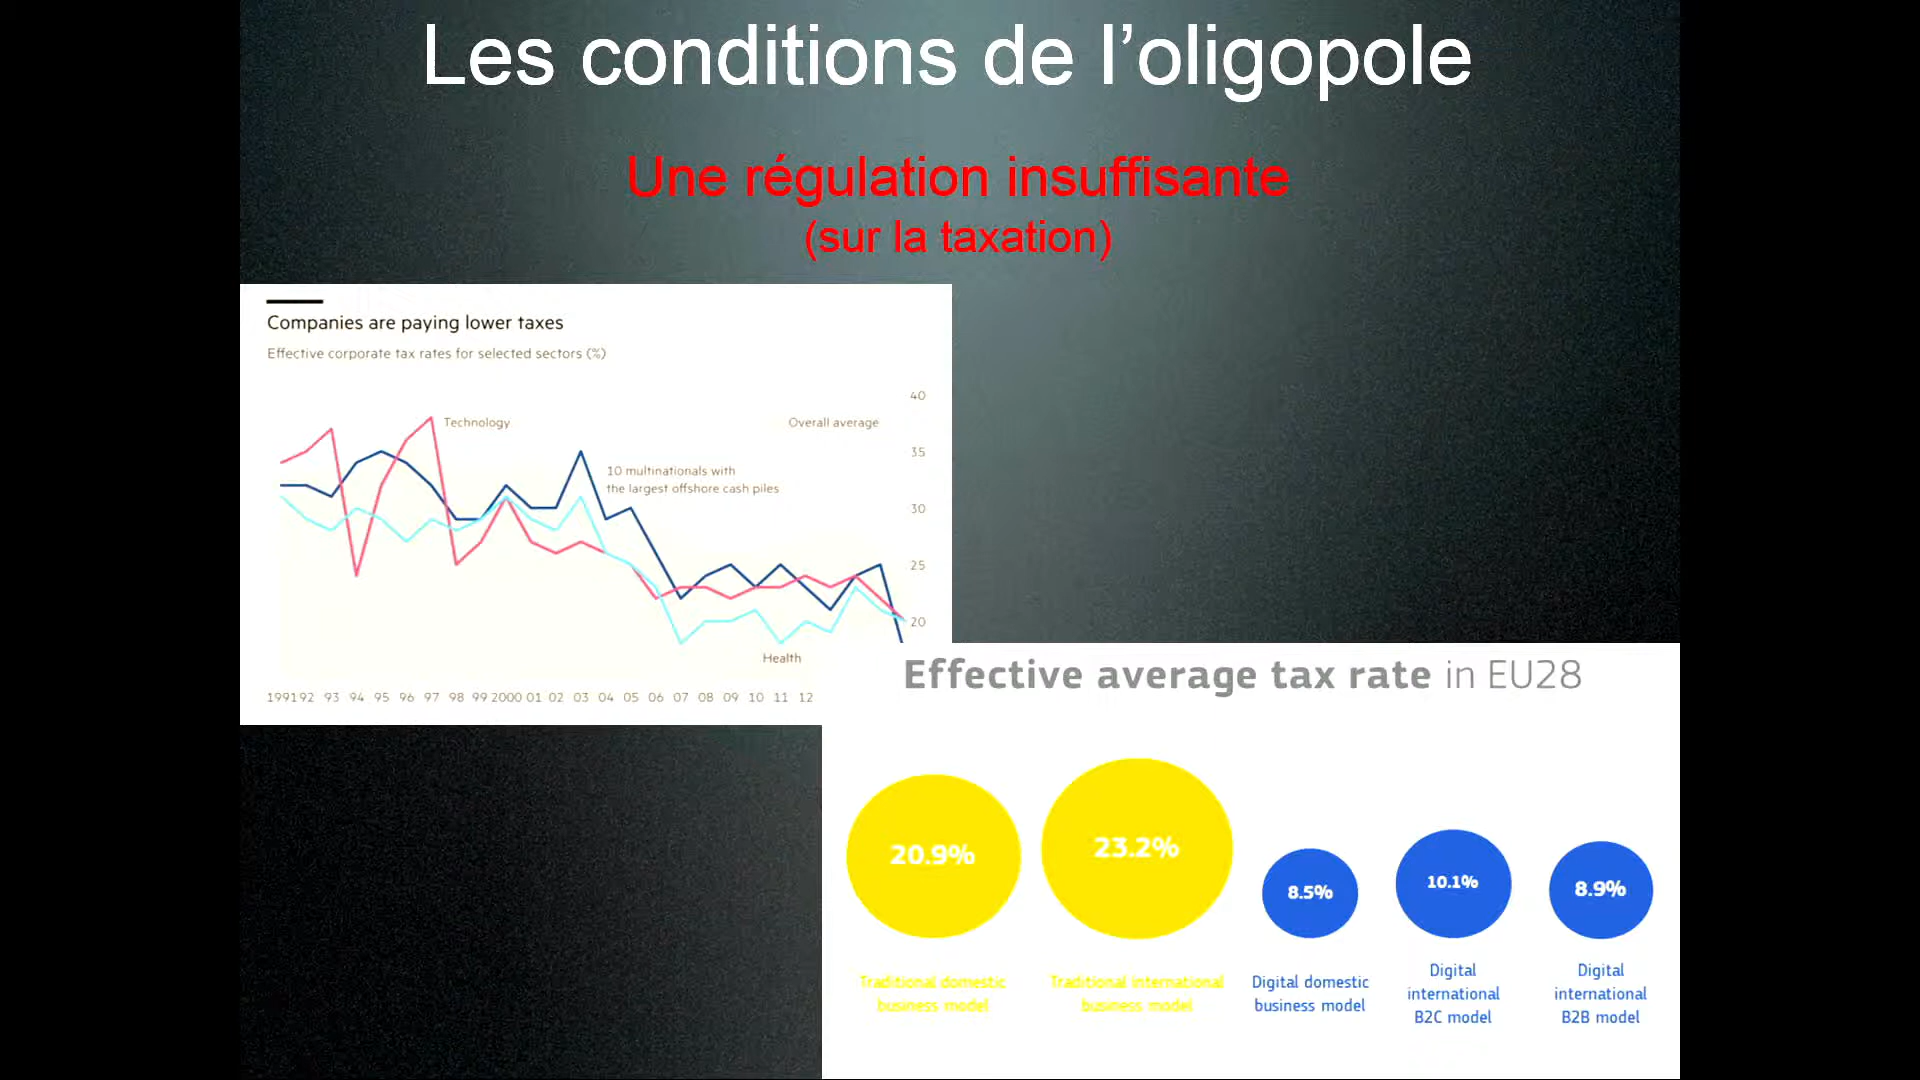 Les conditions de l’oligopole
Une régulation insuffisante
(sur la taxation)
Companies are paying lower taxes
Effective corporate tax rates for selected sectors (%)
40
Technology
Overall average
35
10 multinationals with
the largest offshore cash piles
30
25
20
Health
1991 92 93 94 95 96 97 98 99 2000 01 02 03 04 05 06 07 08 09 10 11 12
Effective average tax rate in EU28
20.9%
23.2%
8.5%
10.1%
8.9%
Traditional domestic
business model
Traditional international
business model
Digital domestic
business model
Digital
international
B2C model
Digital
international
B2B model